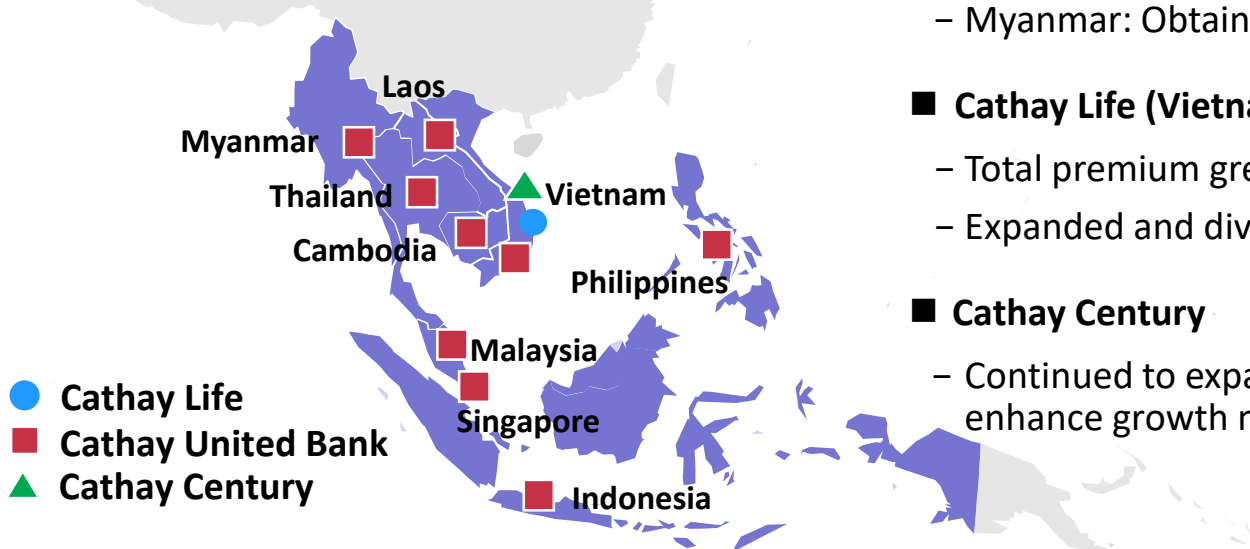 Laos
Myanmar
Thailand
Vietnam
Cambodia
Philippines
Malaysia
Singapore
Indonesia
Cathay Life
Cathay United Bank
Cathay Century
– Myanmar: Obtain
■ Cathay Life (Vietna
– Total premium gre
– Expanded and div
■ Cathay Century
– Continued to expa
enhance growth